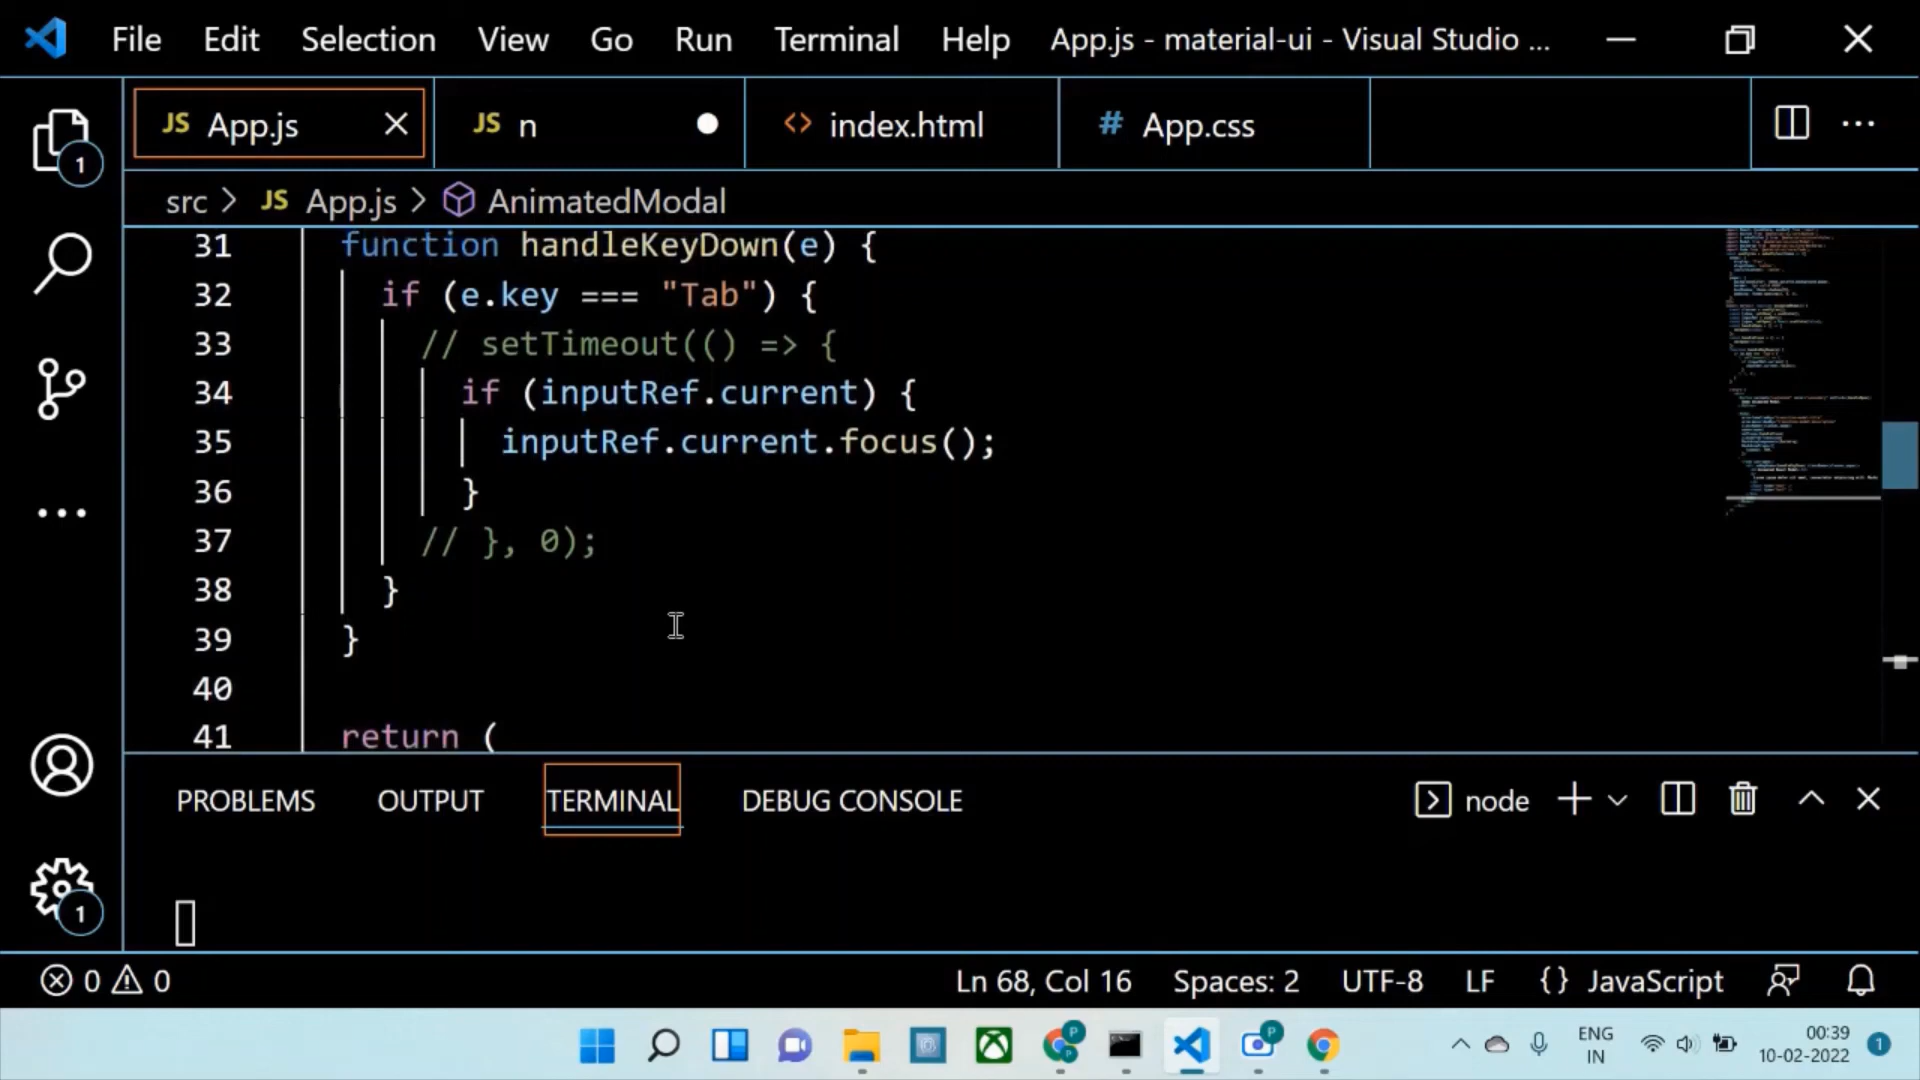 File Edit Selection View Go Run Terminal Help App.js - material-ui - Visual Studio ...
JS App.js JS n <> index.html # App.css
1
src > JS App.js > AnimatedModal
31 function handleKeyDown(e) {
32 if (e.key === "Tab") {
33 // setTimeout(() => {
34 if (inputRef.current) {
35 inputRef.current.focus();
36 }
37 // }, 0);
38 }
39 }
40
41 return (
PROBLEMS OUTPUT TERMINAL DEBUG CONSOLE node
1
0 0 Ln 68, Col 16 Spaces: 2 UTF-8 LF {} JavaScript
P P P
ENG
IN
00:39
10-02-2022
1